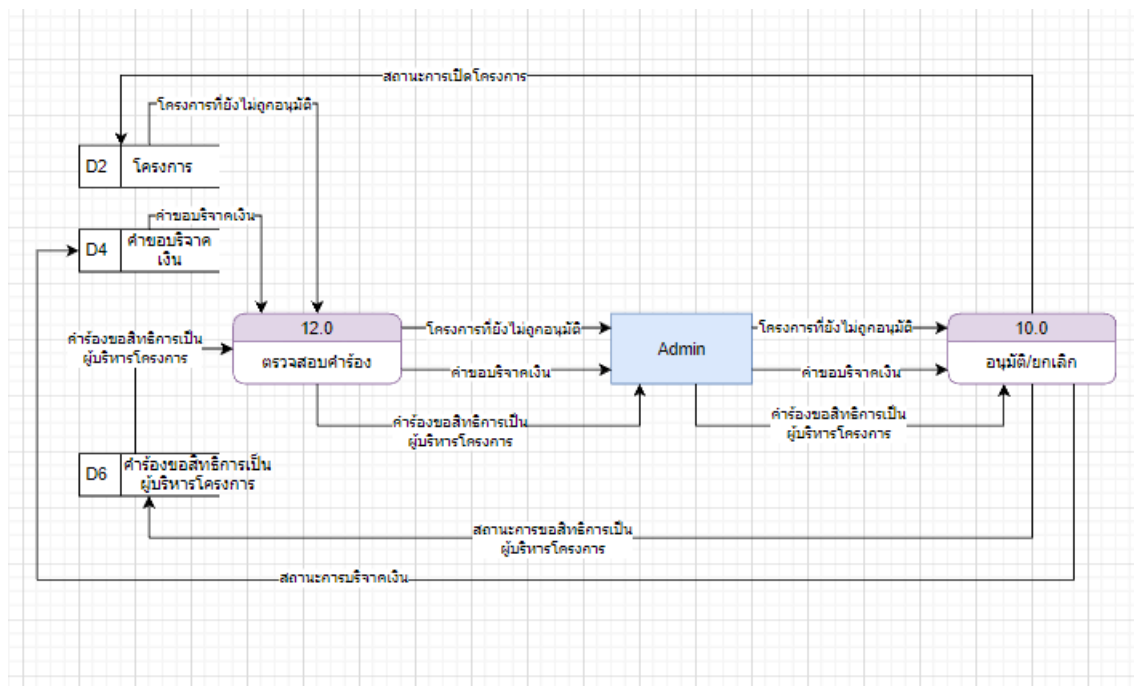 สถานะการเปิดโครงการ
โครงการที่ยังไม่ถูกอนุมัติ
D2
โครงการ
คำขอบริจาคเงิน
D4
คำขอบริจาค
เงิน
12.0
ตรวจสอบคำร้อง
โครงการที่ยังไม่ถูกอนุมัติ
Admin
โครงการที่ยังไม่ถูกอนุมัติ
10.0
อนุมัติ/ยกเลิก
คำร้องขอสิทธิการเป็น
ผู้บริหารโครงการ
คำขอบริจาคเงิน
คำขอบริจาคเงิน
คำร้องขอสิทธิการเป็น
ผู้บริหารโครงการ
คำร้องขอสิทธิการเป็น
ผู้บริหารโครงการ
D6
คำร้องขอสิทธิการเป็น
ผู้บริหารโครงการ
สถานะการขอสิทธิการเป็น
ผู้บริหารโครงการ
สถานะการบริจาคเงิน